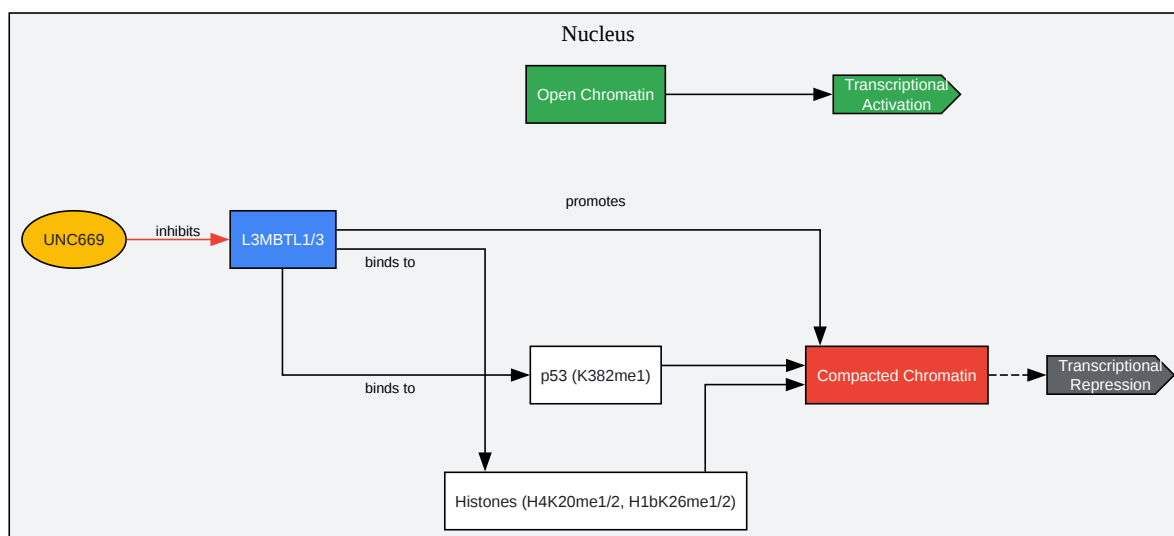 Nucleus
Open Chromatin
Transcriptional
Activation
promotes
UNC669
inhibits
L3MBTL1/3
binds to
binds to
p53 (K382me1)
Compacted Chromatin
Transcriptional
Repression
Histones (H4K20me1/2, H1bK26me1/2)